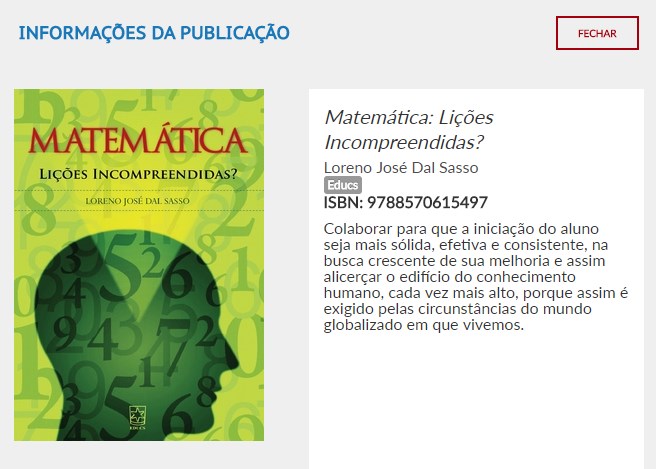 INFORMAÇÕES DA PUBLICAÇÃO
FECHAR
MATEMÁTICA
LIÇÕES INCOMPREENDIDAS?
LORENO JOSÉ DAL SASSO
EDUCS
Matemática: Lições
Incompreendidas?
Loreno José Dal Sasso
Educs
ISBN: 9788570615497
Colaborar para que a iniciação do aluno
seja mais sólida, efetiva e consistente, na
busca crescente de sua melhoria e assim
alicerçar o edifício do conhecimento
humano, cada vez mais alto, porque assim é
exigido pelas circunstâncias do mundo
globalizado em que vivemos.